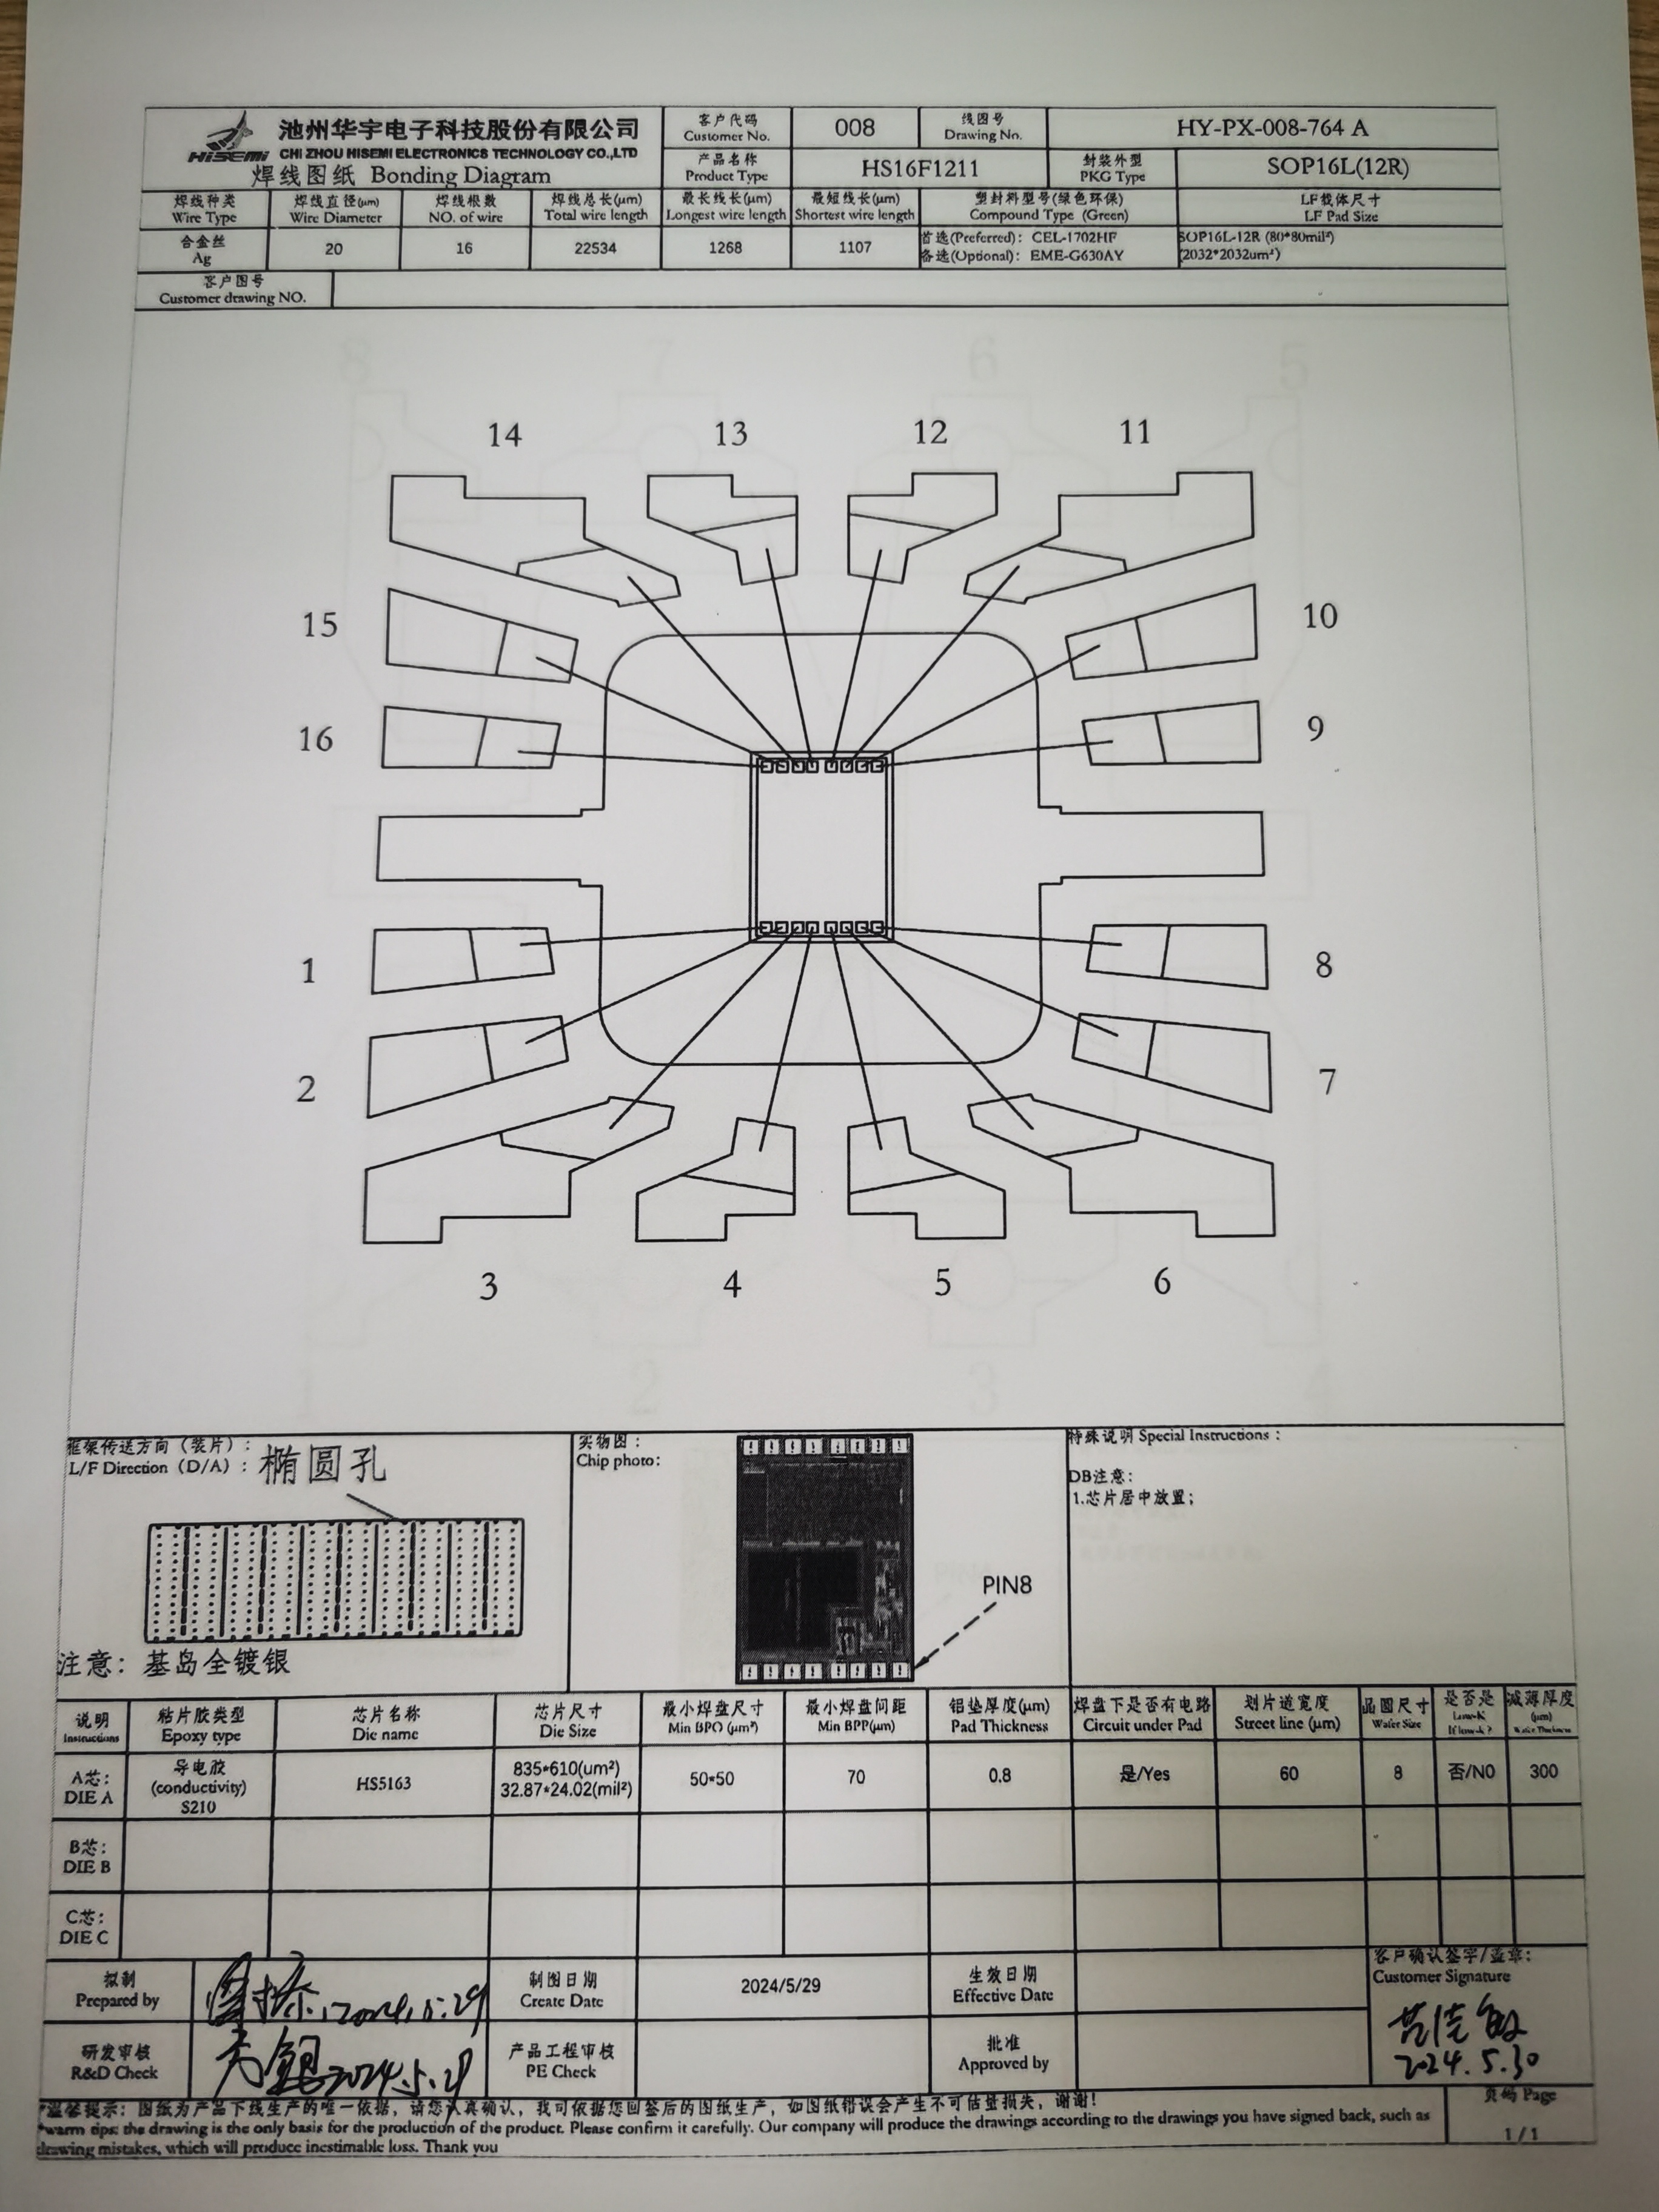 HISEMI
池州华宇电子科技股份有限公司
CHI ZHOU HISEMI ELECTRONICS TECHNOLOGY CO.,LTD
焊线图纸 Bonding Diagram
客户代码
Customer No.
008
线图号
Drawing No.
HY-PX-008-764 A
产品名称
Product Type
HS16F1211
封装外型
PKG Type
SOP16L(12R)
焊线种类
Wire Type
焊线直径(μm)
Wire Diameter
焊线根数
NO. of wire
焊线总长(μm)
Total wire length
最长线长(μm)
Longest wire length
最短线长(μm)
Shortest wire length
塑封料型号(绿色环保)
Compound Type (Green)
LF载体尺寸
LF Pad Size
合金丝
Ag
20
16
22534
1268
1107
首选(Preferred)：CEL-1702HF
备选(Optional)：EME-G630AY
SOP16L-12R (80*80mil²)
(2032*2032um²)
客户图号
Customer drawing NO.
14
13
12
11
15
10
16
9
1
8
2
7
3
4
5
6
框架传送方向（装片）：
L/F Direction（D/A）：椭圆孔
注意：基岛全镀银
实物图：
Chip photo:
PIN8
特殊说明 Special Instructions：
DB注意：
1.芯片居中放置；
说明
Instructions
粘片胶类型
Epoxy type
芯片名称
Die name
芯片尺寸
Die Size
最小焊盘尺寸
Min BPO (μm²)
最小焊盘间距
Min BPP(μm)
铝垫厚度(μm)
Pad Thickness
焊盘下是否有电路
Circuit under Pad
划片道宽度
Street line (μm)
晶圆尺寸
Wafer Size
是否是
Low-K
If low-k?
减薄厚度
(μm)
Wafer Thickness
A芯：
DIE A
导电胶
(conductivity)
S210
HS5163
835*610(um²)
32.87*24.02(mil²)
50*50
70
0.8
是/Yes
60
8
否/NO
300
B芯：
DIE B
C芯：
DIE C
拟制
Prepared by
2024.5.29
制图日期
Create Date
2024/5/29
生效日期
Effective Date
客户确认签字/盖章：
Customer Signature
2024.5.30
研发审核
R&D Check
2024.5.29
产品工程审核
PE Check
批准
Approved by
*温馨提示：图纸为产品下线生产的唯一依据，请您认真确认，我司依据您回签后的图纸生产，如图纸错误会产生不可估量损失，谢谢！
*warm tips: the drawing is the only basis for the production of the product. Please confirm it carefully. Our company will produce the drawings according to the drawings you have signed back, such as
drawing mistakes, which will produce inestimable loss. Thank you
页码 Page
1/1